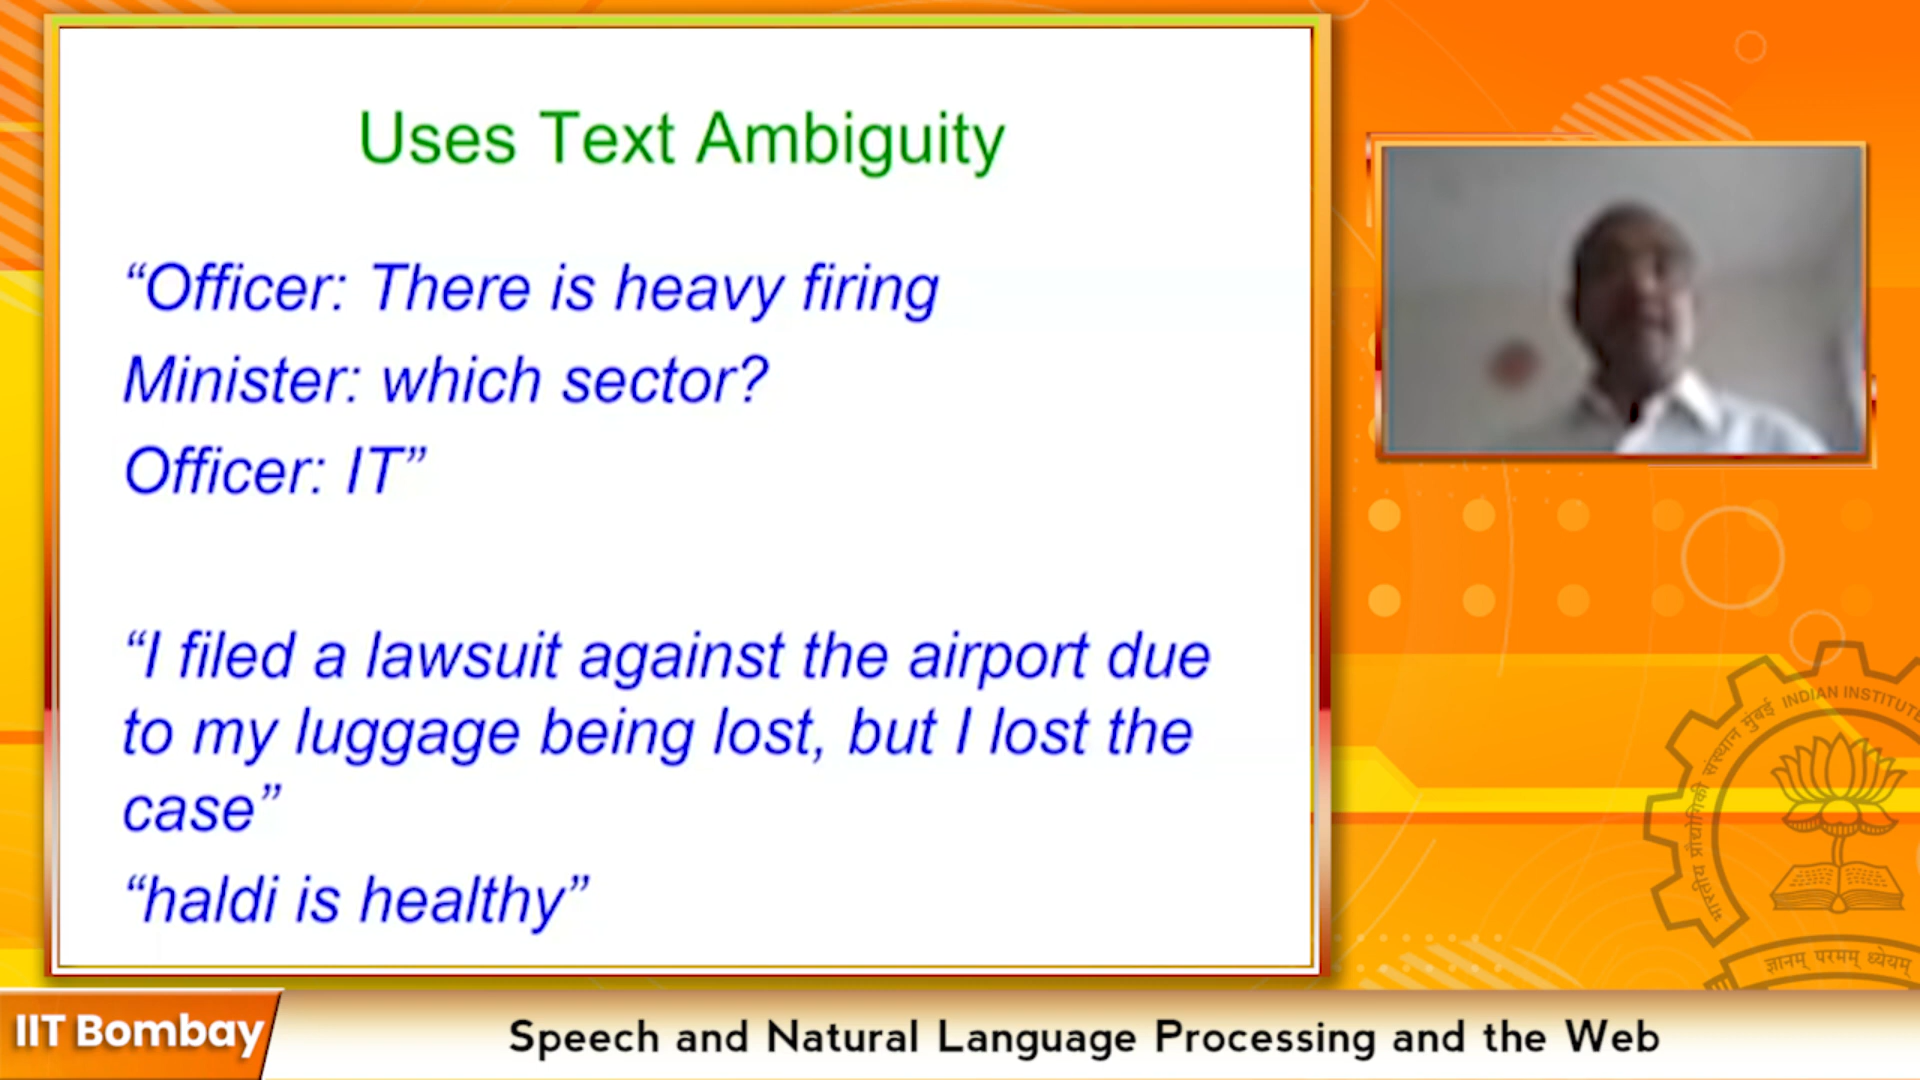 Uses Text Ambiguity
“Officer: There is heavy firing
Minister: which sector?
Officer: IT”
“I filed a lawsuit against the airport due
to my luggage being lost, but I lost the
case”
“haldi is healthy”
भारतीय प्रौद्योगिकी संस्थान मुंबई INDIAN INSTITUTE
ज्ञानम् परमम् ध्येयम्
IIT Bombay
Speech and Natural Language Processing and the Web